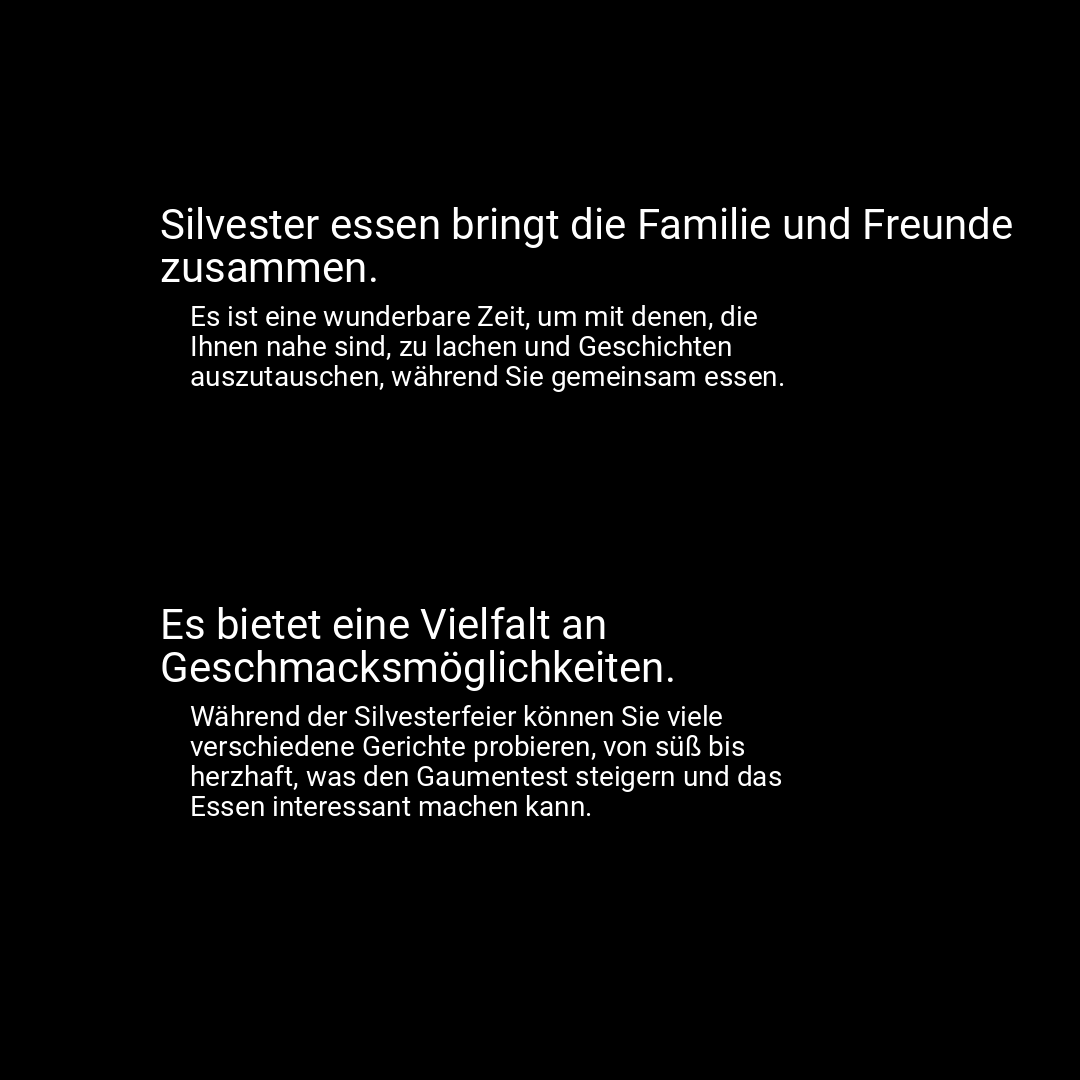 Silvester essen bringt die Familie und Freunde
zusammen.
Es ist eine wunderbare Zeit, um mit denen, die
Ihnen nahe sind, zu lachen und Geschichten
auszutauschen, während Sie gemeinsam essen.
Es bietet eine Vielfalt an
Geschmacksmöglichkeiten.
Während der Silvesterfeier können Sie viele
verschiedene Gerichte probieren, von süß bis
herzhaft, was den Gaumentest steigern und das
Essen interessant machen kann.